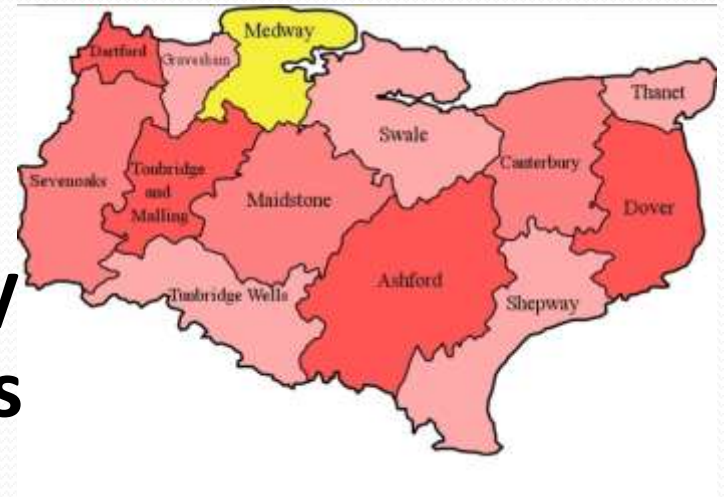 Medway
Dartford
Gravesham
Thanet
Swale
Canterbury
Sevenoaks
Tonbridge
and
Malling
Maidstone
Dover
Ashford
Tunbridge Wells
Shepway
s